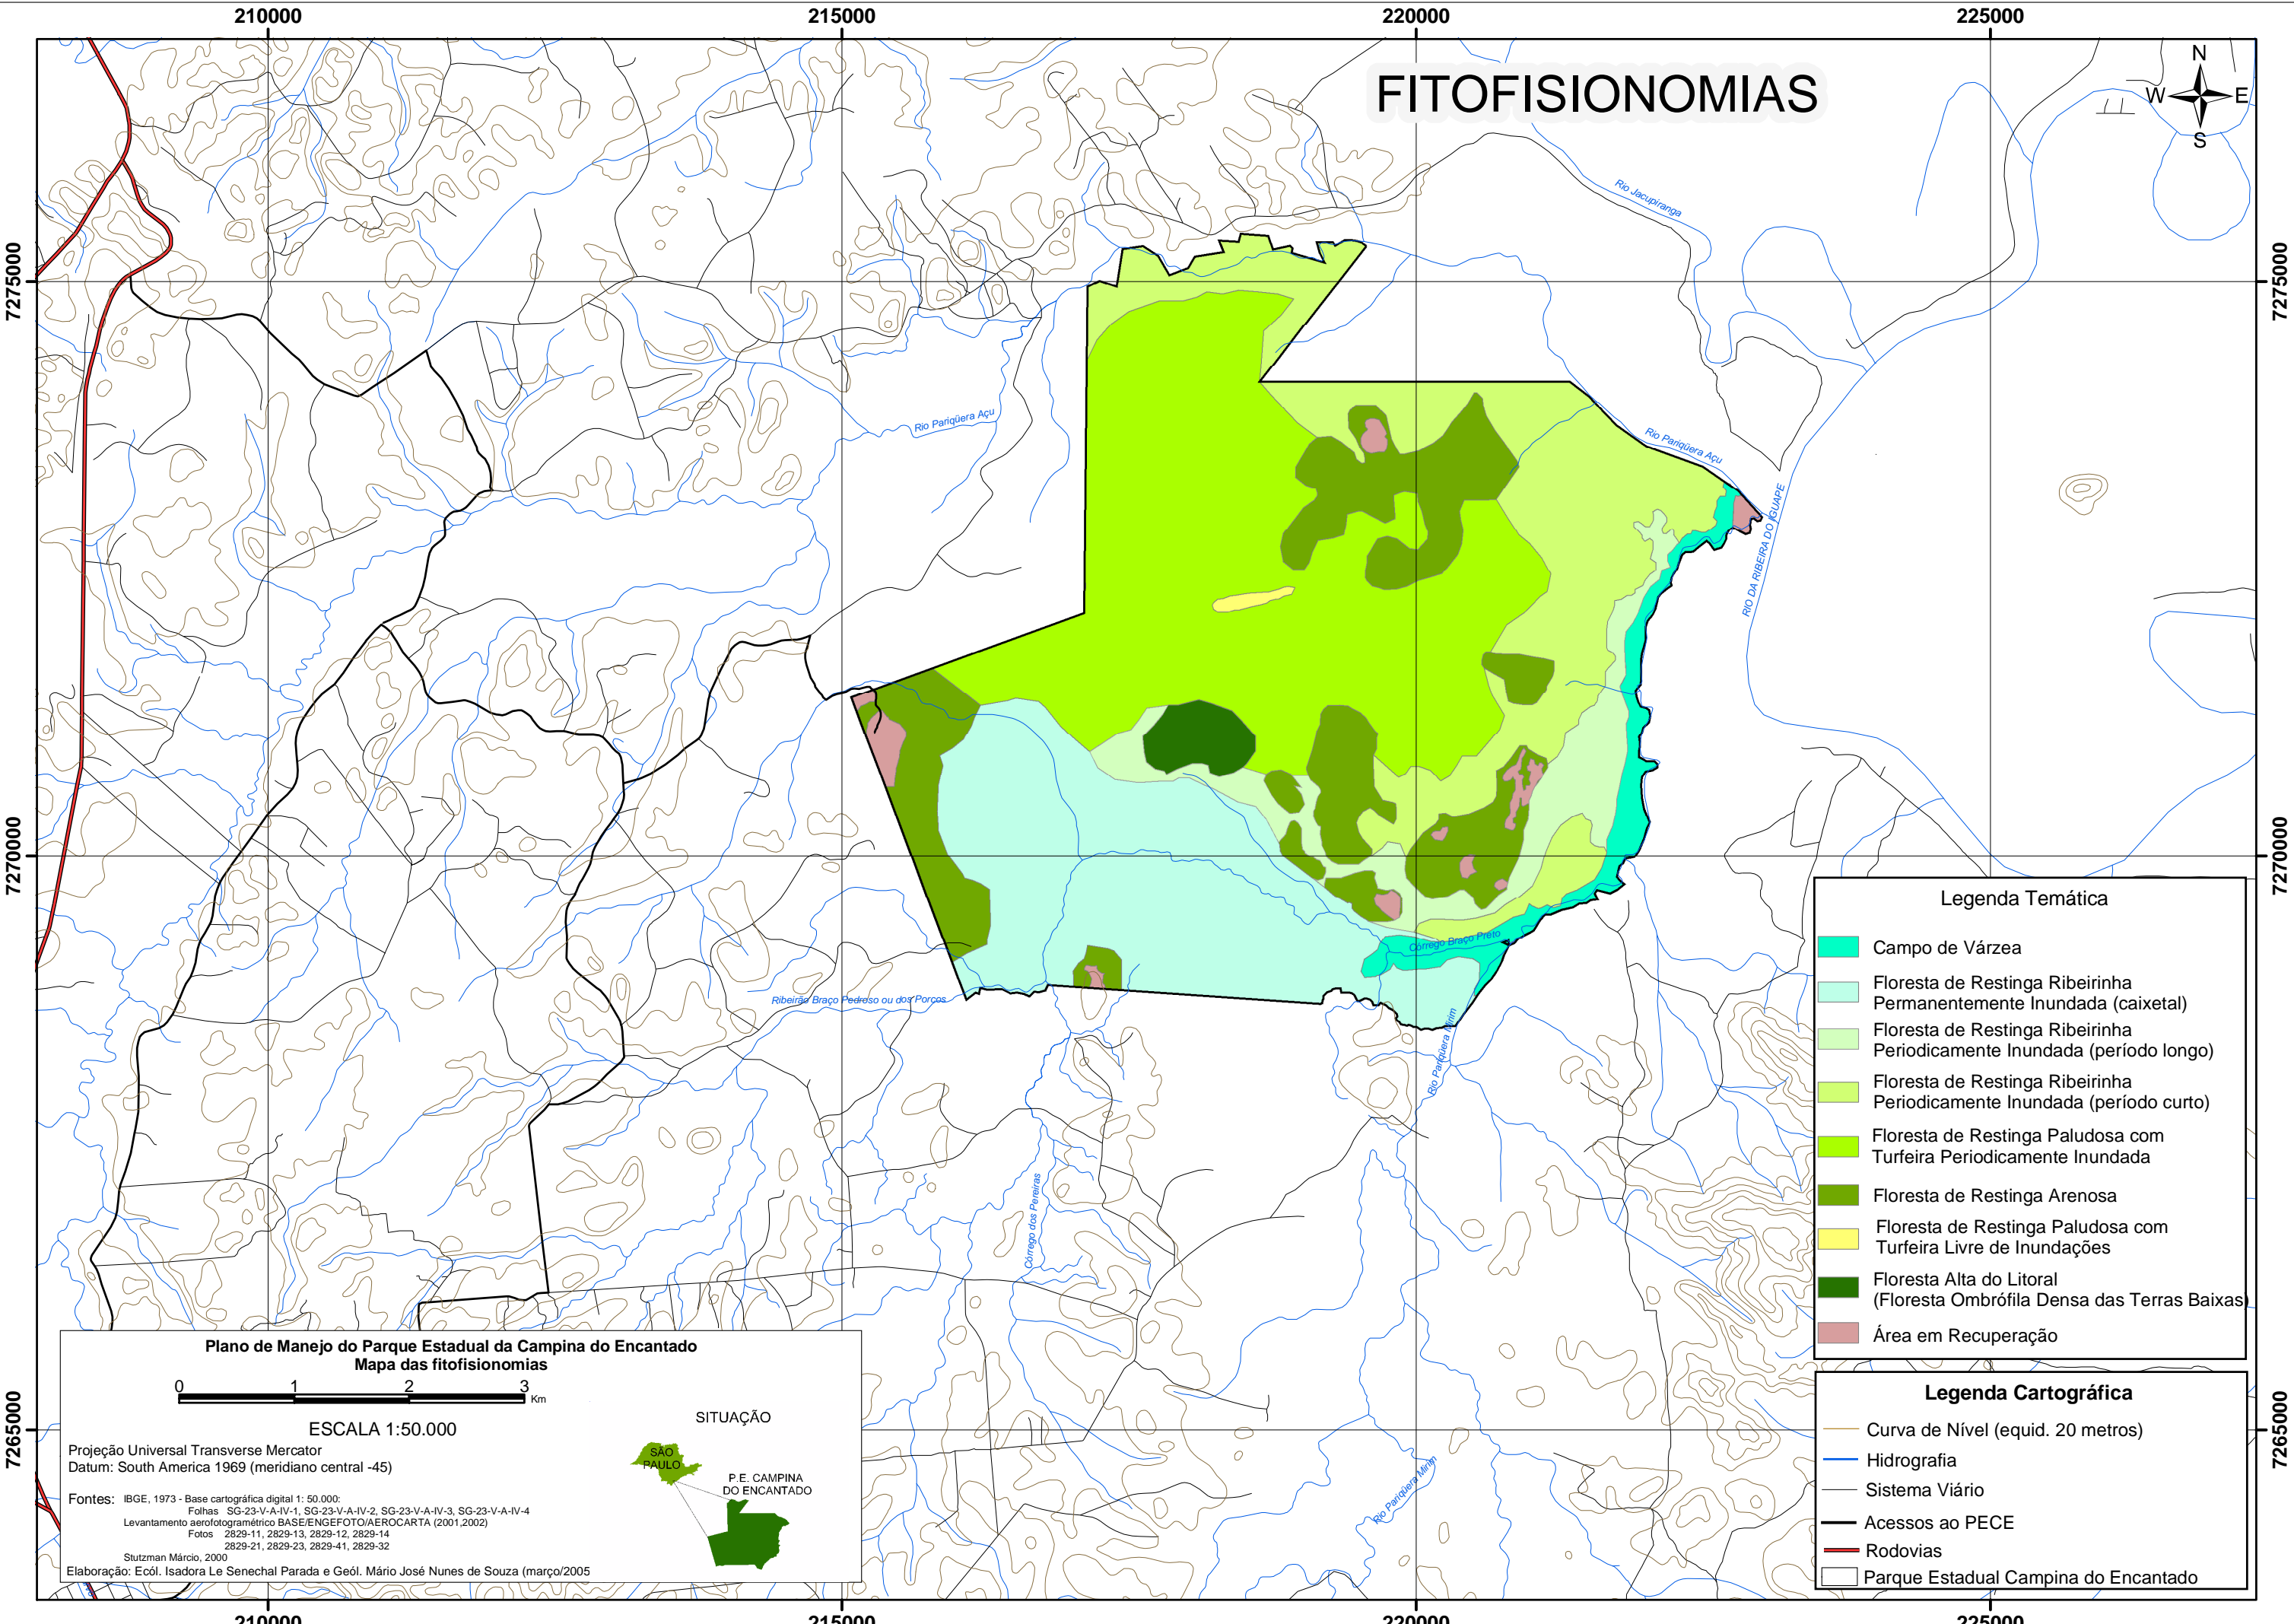 210000
215000
220000
225000
FITOFISIONOMIAS
N
W
E
S
7275000
7275000
Rio Jacupiranga
Rio Pariqüera Açu
Rio Pariqüera Açu
RIO DA RIBEIRA DO IGUAPE
7270000
7270000
Córrego Braço Preto
Ribeirão Braço Pedroso ou dos Porcos
Rio Pariqüera Mirim
Córrego dos Pereiras
Rio Pariqüera Mirim
7265000
7265000
Legenda Temática
Campo de Várzea
Floresta de Restinga Ribeirinha
Permanentemente Inundada (caixetal)
Floresta de Restinga Ribeirinha
Periodicamente Inundada (período longo)
Floresta de Restinga Ribeirinha
Periodicamente Inundada (período curto)
Floresta de Restinga Paludosa com
Turfeira Periodicamente Inundada
Floresta de Restinga Arenosa
Floresta de Restinga Paludosa com
Turfeira Livre de Inundações
Floresta Alta do Litoral
(Floresta Ombrófila Densa das Terras Baixas)
Área em Recuperação
Legenda Cartográfica
Curva de Nível (equid. 20 metros)
Hidrografia
Sistema Viário
Acessos ao PECE
Rodovias
Parque Estadual Campina do Encantado
Plano de Manejo do Parque Estadual da Campina do Encantado
Mapa das fitofisionomias
0 1 2 3
Km
ESCALA 1:50.000
Projeção Universal Transverse Mercator
Datum: South America 1969 (meridiano central -45)
Fontes: IBGE, 1973 - Base cartográfica digital 1: 50.000:
Folhas SG-23-V-A-IV-1, SG-23-V-A-IV-2, SG-23-V-A-IV-3, SG-23-V-A-IV-4
Levantamento aerofotogramétrico BASE/ENGEFOTO/AEROCARTA (2001,2002)
Fotos 2829-11, 2829-13, 2829-12, 2829-14
2829-21, 2829-23, 2829-41, 2829-32
Stutzman Márcio, 2000
Elaboração: Ecól. Isadora Le Senechal Parada e Geól. Mário José Nunes de Souza (março/2005
SITUAÇÃO
SÃO
PAULO
P.E. CAMPINA
DO ENCANTADO
210000
215000
220000
225000